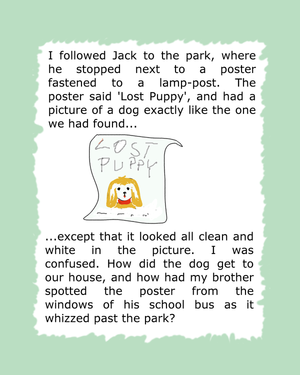 I followed Jack to the park, where
he stopped next to a poster
fastened to a lamp-post. The
poster said 'Lost Puppy', and had a
picture of a dog exactly like the one
we had found...
LOST
PUPPY
...except that it looked all clean and
white in the picture. I was
confused. How did the dog get to
our house, and how had my brother
spotted the poster from the
windows of his school bus as it
whizzed past the park?